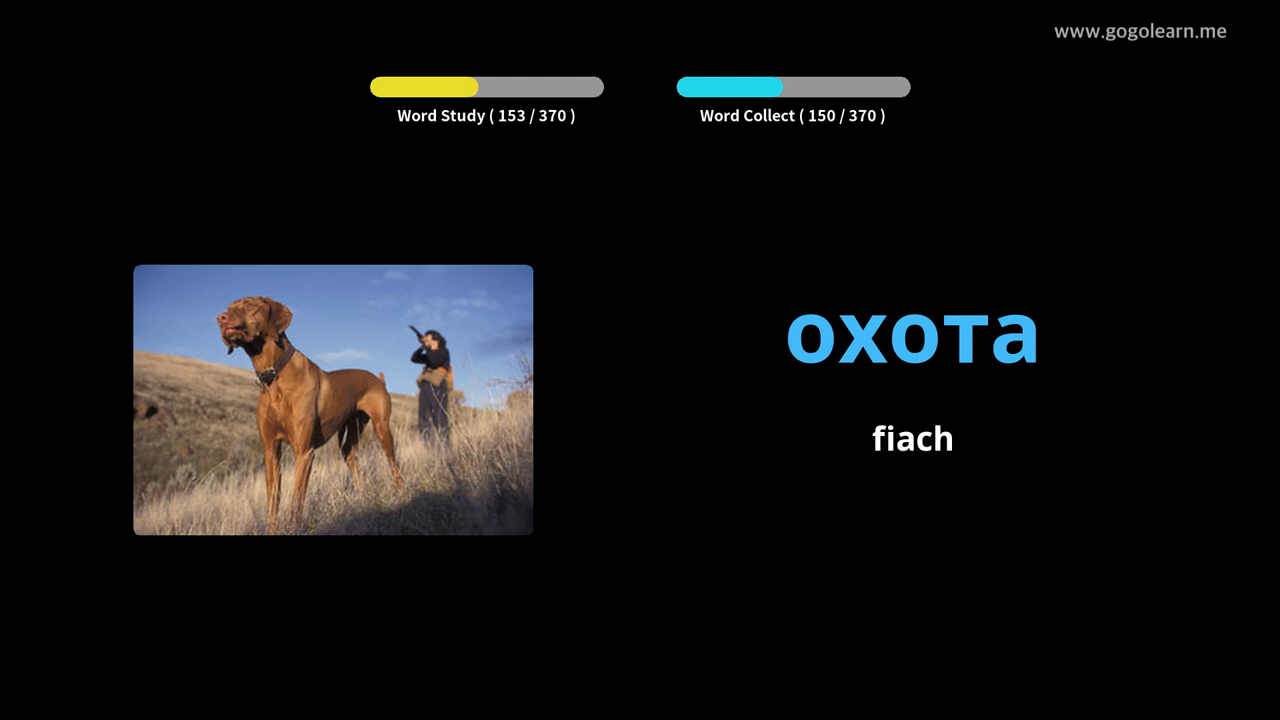 www.gogolearn.me
Word Study ( 153 / 370 )
Word Collect ( 150 / 370 )
охота
fiach